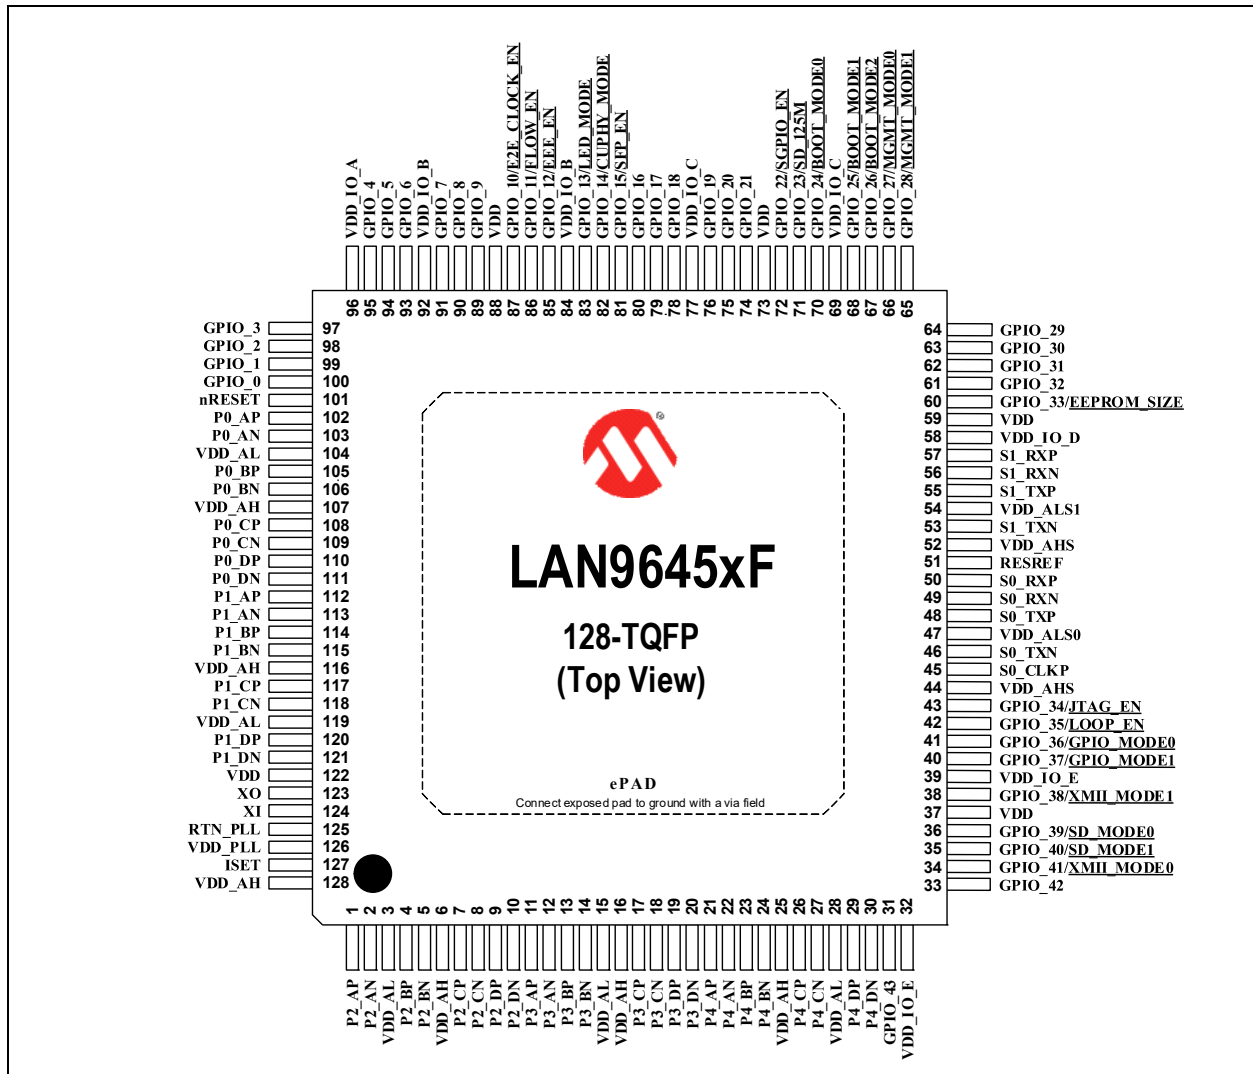 VDD_IO_A
GPIO_4
GPIO_5
GPIO_6
VDD_IO_B
GPIO_7
GPIO_8
GPIO_9
VDD
GPIO_10/E2E_CLOCK_EN
GPIO_11/FLOW_EN
GPIO_12/EEE_EN
VDD_IO_B
GPIO_13/LED_MODE
GPIO_14/CUPHY_MODE
GPIO_15/SFP_EN
GPIO_16
GPIO_17
GPIO_18
VDD_IO_C
GPIO_19
GPIO_20
GPIO_21
VDD
GPIO_22/SGPIO_EN
GPIO_23/SD_125M
GPIO_24/BOOT_MODE0
VDD_IO_C
GPIO_25/BOOT_MODE1
GPIO_26/BOOT_MODE2
GPIO_27/MGMT_MODE0
GPIO_28/MGMT_MODE1
96 95 94 93 92 91 90 89 88 87 86 85 84 83 82 81 80 79 78 77 76 75 74 73 72 71 70 69 68 67 66 65
GPIO_3 97
GPIO_2 98
GPIO_1 99
GPIO_0 100
nRESET 101
P0_AP 102
P0_AN 103
VDD_AL 104
P0_BP 105
P0_BN 106
VDD_AH 107
P0_CP 108
P0_CN 109
P0_DP 110
P0_DN 111
P1_AP 112
P1_AN 113
P1_BP 114
P1_BN 115
VDD_AH 116
P1_CP 117
P1_CN 118
VDD_AL 119
P1_DP 120
P1_DN 121
VDD 122
XO 123
XI 124
RTN_PLL 125
VDD_PLL 126
ISET 127
VDD_AH 128
®
LAN9645xF
128-TQFP
(Top View)
ePAD
Connect exposed pad to ground with a via field
64 GPIO_29
63 GPIO_30
62 GPIO_31
61 GPIO_32
60 GPIO_33/EEPROM_SIZE
59 VDD
58 VDD_IO_D
57 S1_RXP
56 S1_RXN
55 S1_TXP
54 VDD_ALS1
53 S1_TXN
52 VDD_AHS
51 RESREF
50 S0_RXP
49 S0_RXN
48 S0_TXP
47 VDD_ALS0
46 S0_TXN
45 S0_CLKP
44 VDD_AHS
43 GPIO_34/JTAG_EN
42 GPIO_35/LOOP_EN
41 GPIO_36/GPIO_MODE0
40 GPIO_37/GPIO_MODE1
39 VDD_IO_E
38 GPIO_38/XMII_MODE1
37 VDD
36 GPIO_39/SD_MODE0
35 GPIO_40/SD_MODE1
34 GPIO_41/XMII_MODE0
33 GPIO_42
1 2 3 4 5 6 7 8 9 10 11 12 13 14 15 16 17 18 19 20 21 22 23 24 25 26 27 28 29 30 31 32
P2_AP
P2_AN
VDD_AL
P2_BP
P2_BN
VDD_AH
P2_CP
P2_CN
P2_DP
P2_DN
P3_AP
P3_AN
P3_BP
P3_BN
VDD_AL
VDD_AH
P3_CP
P3_CN
P3_DP
P3_DN
P4_AP
P4_AN
P4_BP
P4_BN
VDD_AH
P4_CP
P4_CN
VDD_AL
P4_DP
P4_DN
GPIO_43
VDD_IO_E